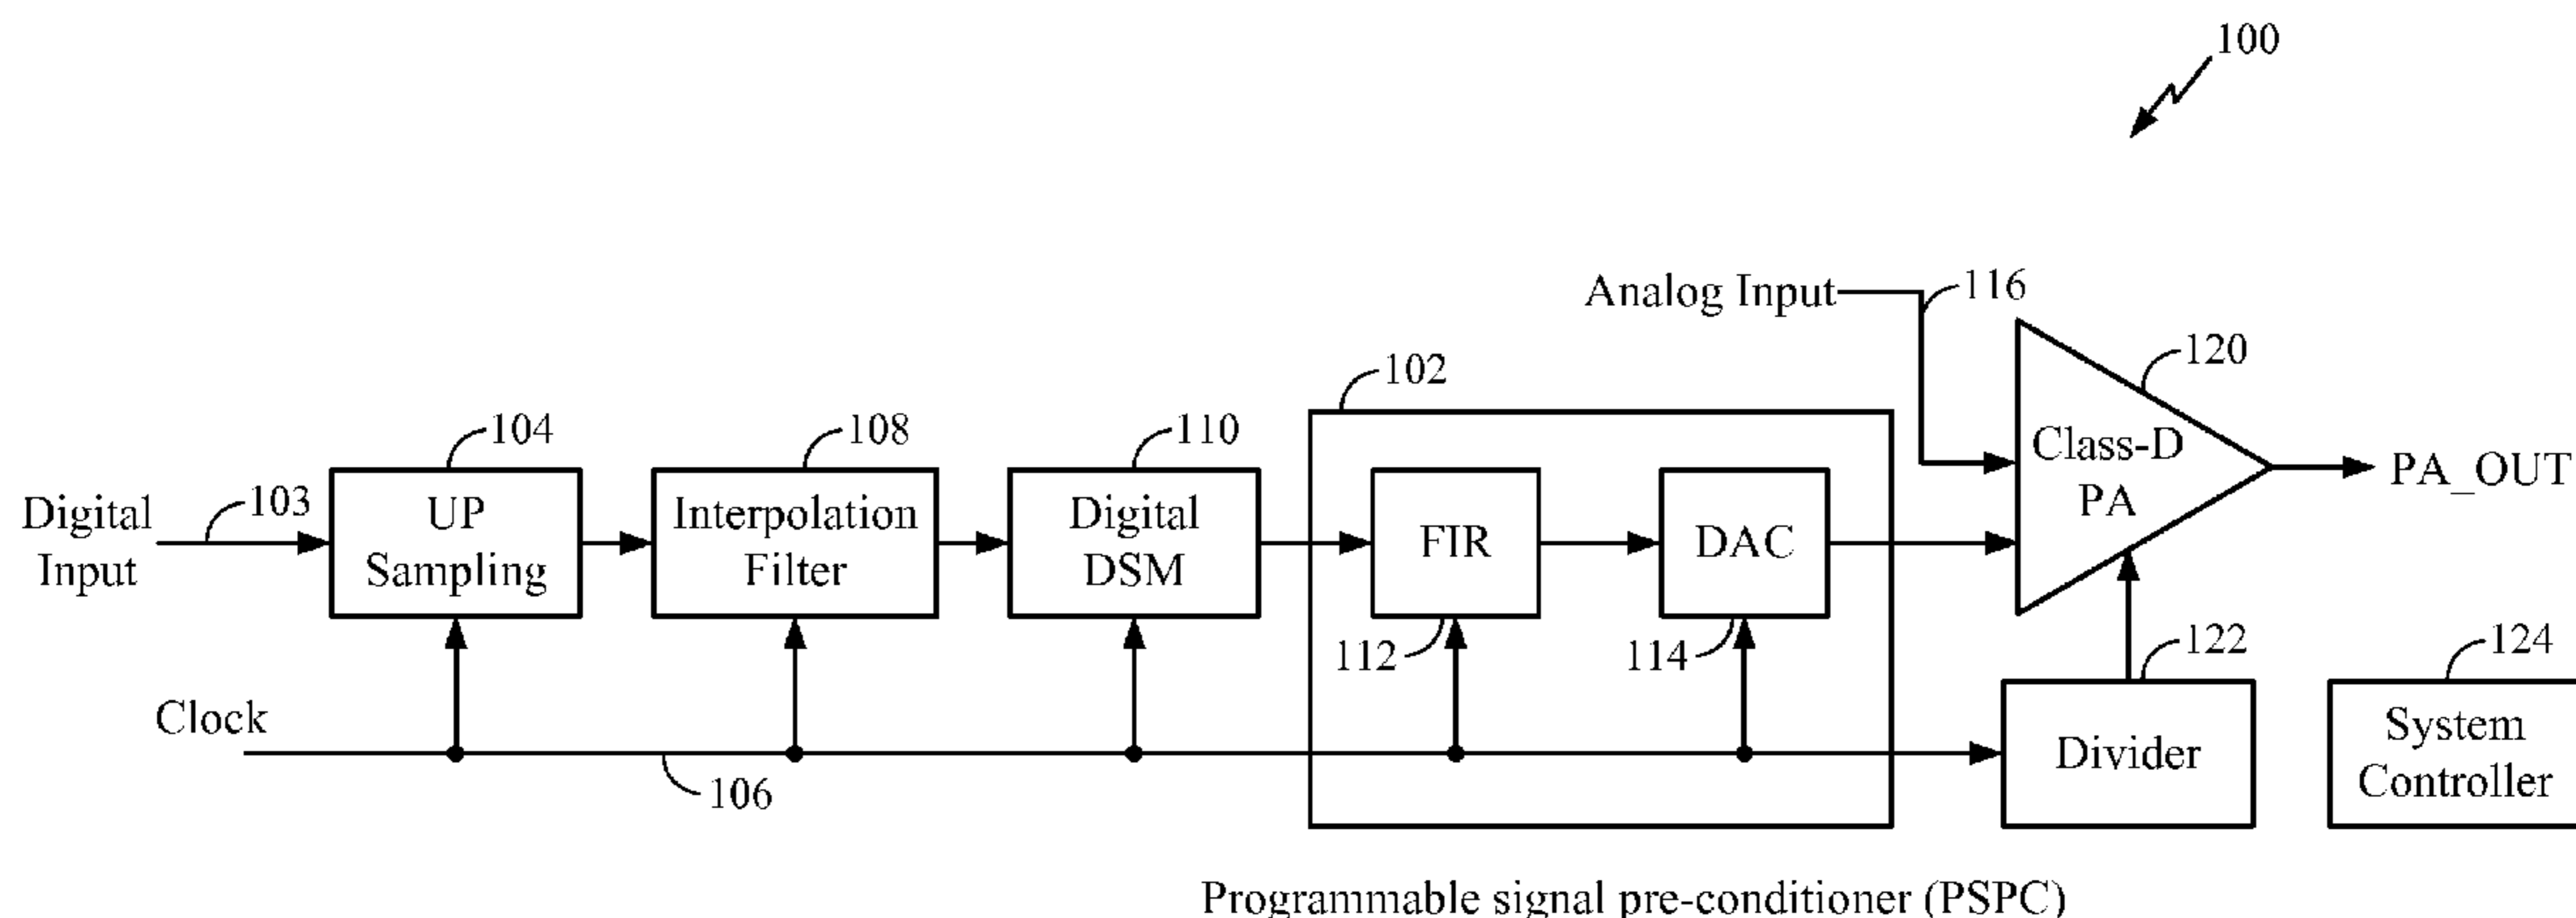 100
Analog Input
116
120
102
Class-D
PA
PA_OUT
104
108
110
Digital
Input
103
UP
Sampling
Interpolation
Filter
Digital
DSM
FIR
DAC
112
114
122
124
Clock
106
Divider
System
Controller
Programmable signal pre-conditioner (PSPC)